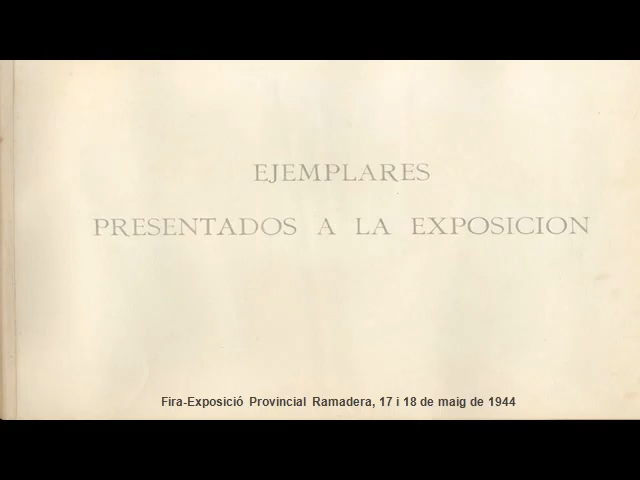 EJEMPLARES
PRESENTADOS A LA EXPOSICION
Fira-Exposició Provincial Ramadera, 17 i 18 de maig de 1944